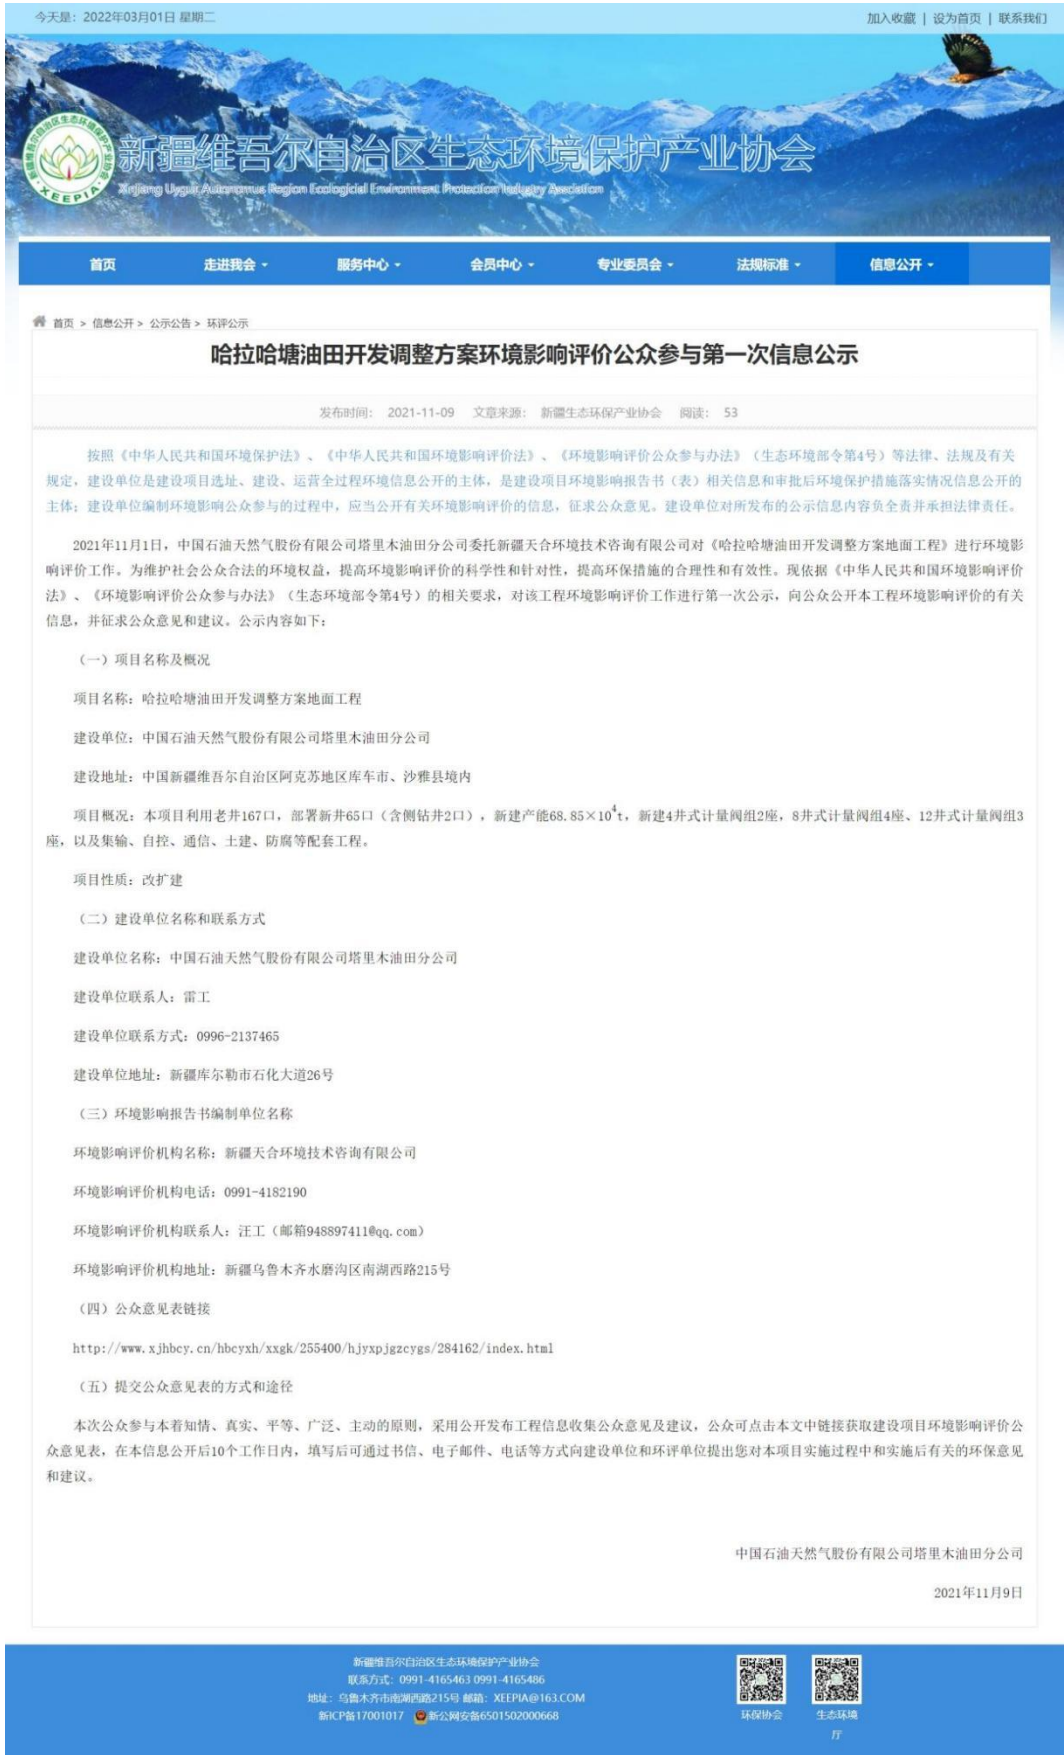 今天是：2022年03月01日 星期二
加入收藏 | 设为首页 | 联系我们
新疆维吾尔自治区生态环境保护产业协会
Xinjiang Uygur Autonomous Region Ecological Environment Protection Industry Association
XEEPIA
首页 走进我会 服务中心 会员中心 专业委员会 法规标准 信息公开
首页 > 信息公开 > 公示公告 > 环评公示
哈拉哈塘油田开发调整方案环境影响评价公众参与第一次信息公示
发布时间： 2021-11-09 文章来源： 新疆生态环保产业协会 阅读： 53
按照《中华人民共和国环境保护法》、《中华人民共和国环境影响评价法》、《环境影响评价公众参与办法》（生态环境部令第4号）等法律、法规及有关
规定，建设单位是建设项目选址、建设、运营全过程环境信息公开的主体，是建设项目环境影响报告书（表）相关信息和审批后环境保护措施落实情况信息公开的
主体；建设单位编制环境影响公众参与的过程中，应当公开有关环境影响评价的信息，征求公众意见。建设单位对所发布的公示信息内容负全责并承担法律责任。
2021年11月1日，中国石油天然气股份有限公司塔里木油田分公司委托新疆天合环境技术咨询有限公司对《哈拉哈塘油田开发调整方案地面工程》进行环境影
响评价工作。为维护社会公众合法的环境权益，提高环境影响评价的科学性和针对性，提高环保措施的合理性和有效性。现依据《中华人民共和国环境影响评价
法》、《环境影响评价公众参与办法》（生态环境部令第4号）的相关要求，对该工程环境影响评价工作进行第一次公示，向公众公开本工程环境影响评价的有关
信息，并征求公众意见和建议。公示内容如下：
（一）项目名称及概况
项目名称：哈拉哈塘油田开发调整方案地面工程
建设单位：中国石油天然气股份有限公司塔里木油田分公司
建设地址：中国新疆维吾尔自治区阿克苏地区库车市、沙雅县境内
项目概况：本项目利用老井167口，部署新井65口（含侧钻井2口），新建产能68.85×10⁴t，新建4井式计量阀组2座，8井式计量阀组4座、12井式计量阀组3
座，以及集输、自控、通信、土建、防腐等配套工程。
项目性质：改扩建
（二）建设单位名称和联系方式
建设单位名称：中国石油天然气股份有限公司塔里木油田分公司
建设单位联系人：雷工
建设单位联系方式：0996-2137465
建设单位地址：新疆库尔勒市石化大道26号
（三）环境影响报告书编制单位名称
环境影响评价机构名称：新疆天合环境技术咨询有限公司
环境影响评价机构电话：0991-4182190
环境影响评价机构联系人：汪工（邮箱948897411@qq.com）
环境影响评价机构地址：新疆乌鲁木齐水磨沟区南湖西路215号
（四）公众意见表链接
http://www.xjhbcy.cn/hbcyxh/xxgk/255400/hjyxpjgzcygs/284162/index.html
（五）提交公众意见表的方式和途径
本次公众参与本着知情、真实、平等、广泛、主动的原则，采用公开发布工程信息收集公众意见及建议，公众可点击本文中链接获取建设项目环境影响评价公
众意见表，在本信息公开后10个工作日内，填写后可通过书信、电子邮件、电话等方式向建设单位和环评单位提出您对本项目实施过程中和实施后有关的环保意见
和建议。
中国石油天然气股份有限公司塔里木油田分公司
2021年11月9日
新疆维吾尔自治区生态环境保护产业协会
联系方式：0991-4165463 0991-4165486
地址：乌鲁木齐市南湖西路215号 邮箱：XEEPIA@163.COM
新ICP备17001017 新公网安备6501502000668
环保协会 生态环境
厅